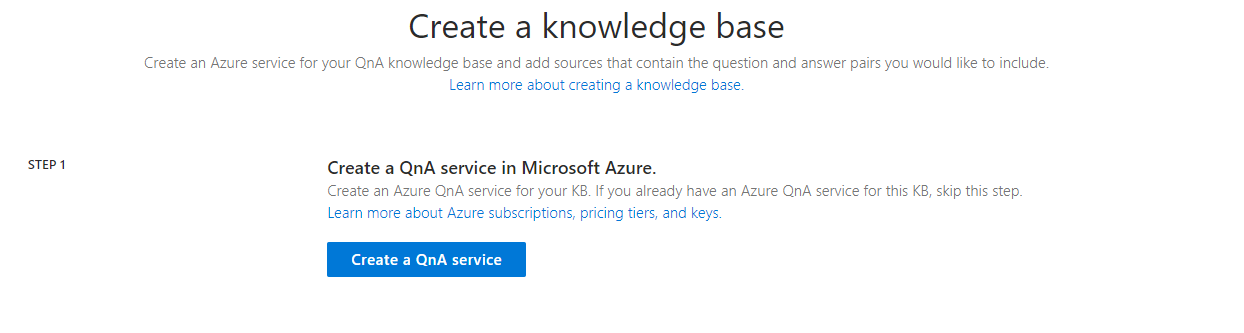 Create a knowledge base
Create an Azure service for your QnA knowledge base and add sources that contain the question and answer pairs you would like to include.
Learn more about creating a knowledge base.
STEP 1
Create a QnA service in Microsoft Azure.
Create an Azure QnA service for your KB. If you already have an Azure QnA service for this KB, skip this step.
Learn more about Azure subscriptions, pricing tiers, and keys.
Create a QnA service